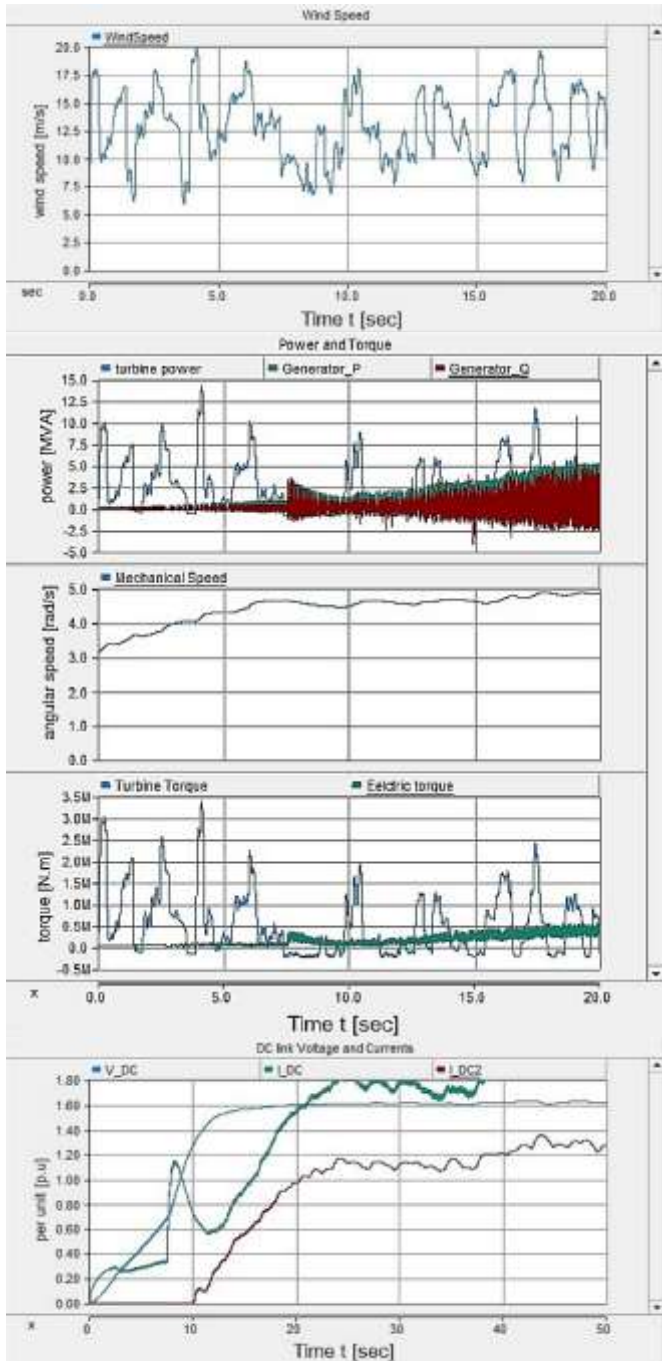 Wind Speed
WindSpeed
20.0
17.5
15.0
12.5
10.0
7.5
5.0
2.5
0.0
wind speed [m/s]
sec
0.0 5.0 10.0 15.0 20.0
Time t [sec]
Power and Torque
turbine power Generator_P Generator_Q
15.0
12.5
10.0
7.5
5.0
2.5
0.0
-2.5
-5.0
power [MVA]
Mechanical Speed
5.0
4.0
3.0
2.0
1.0
0.0
angular speed [rad/s]
Turbine Torque Eelctric torque
3.5M
3.0M
2.5M
2.0M
1.5M
1.0M
0.5M
0.0
-0.5M
torque [N.m]
x
0.0 5.0 10.0 15.0 20.0
Time t [sec]
DC link Voltage and Currents
V_DC I_DC I_DC2
1.80
1.60
1.40
1.20
1.00
0.80
0.60
0.40
0.20
0.00
per unit [p.u]
x
0 10 20 30 40 50
Time t [sec]